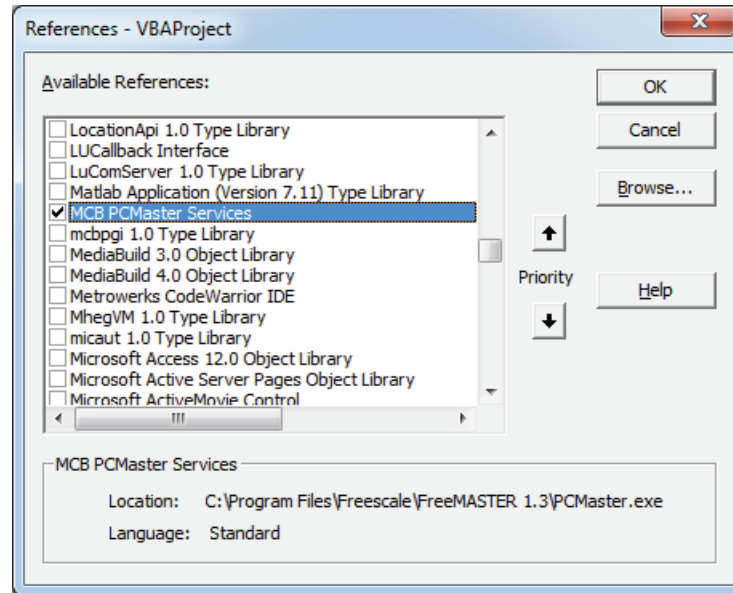 References - VBAProject
Available References:
LocationApi 1.0 Type Library
LUCallback Interface
LuComServer 1.0 Type Library
Matlab Application (Version 7.11) Type Library
MCB PCMaster Services
mcbpgi 1.0 Type Library
MediaBuild 3.0 Object Library
MediaBuild 4.0 Object Library
Metrowerks CodeWarrior IDE
MhegVM 1.0 Type Library
micaut 1.0 Type Library
Microsoft Access 12.0 Object Library
Microsoft Active Server Pages Object Library
Microsoft ActiveMovie Control
OK
Cancel
Browse...
Priority
Help
MCB PCMaster Services
Location: C:\Program Files\Freescale\FreeMASTER 1.3\PCMaster.exe
Language: Standard